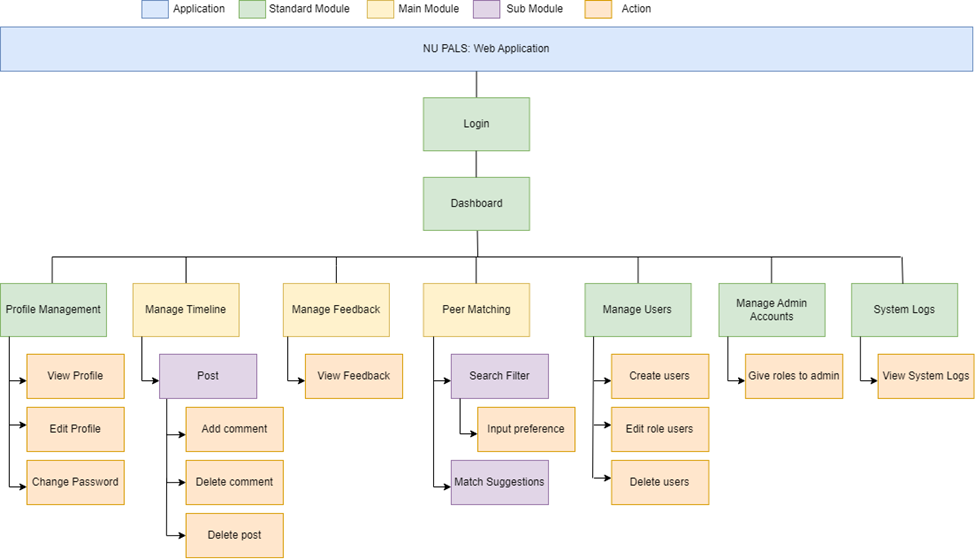 Application
Standard Module
Main Module
Sub Module
Action
NU PALS: Web Application
Login
Dashboard
Profile Management
Manage Timeline
Manage Feedback
Peer Matching
Manage Users
Manage Admin
Accounts
System Logs
View Profile
Post
View Feedback
Search Filter
Create users
Give roles to admin
View System Logs
Edit Profile
Add comment
Input preference
Edit role users
Change Password
Delete comment
Match Suggestions
Delete users
Delete post